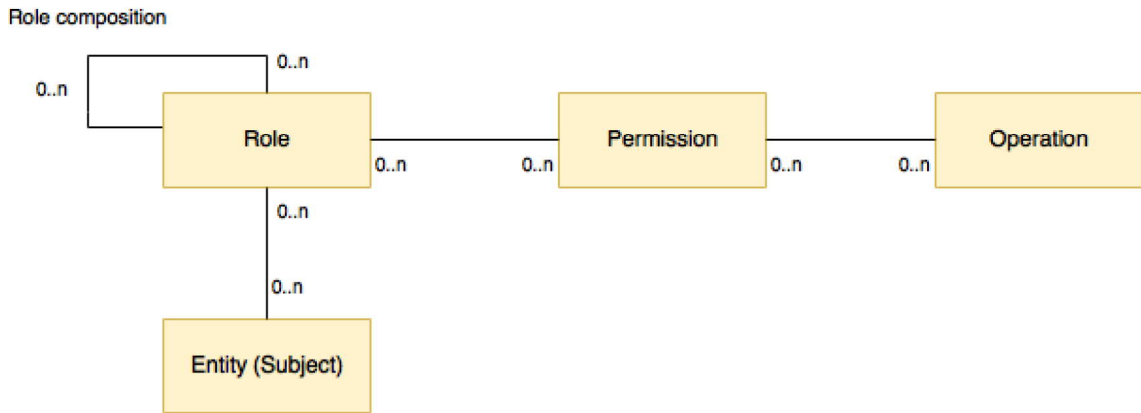 Role composition
0..n
0..n
Role
Permission
Operation
0..n
0..n
0..n
0..n
0..n
0..n
Entity (Subject)